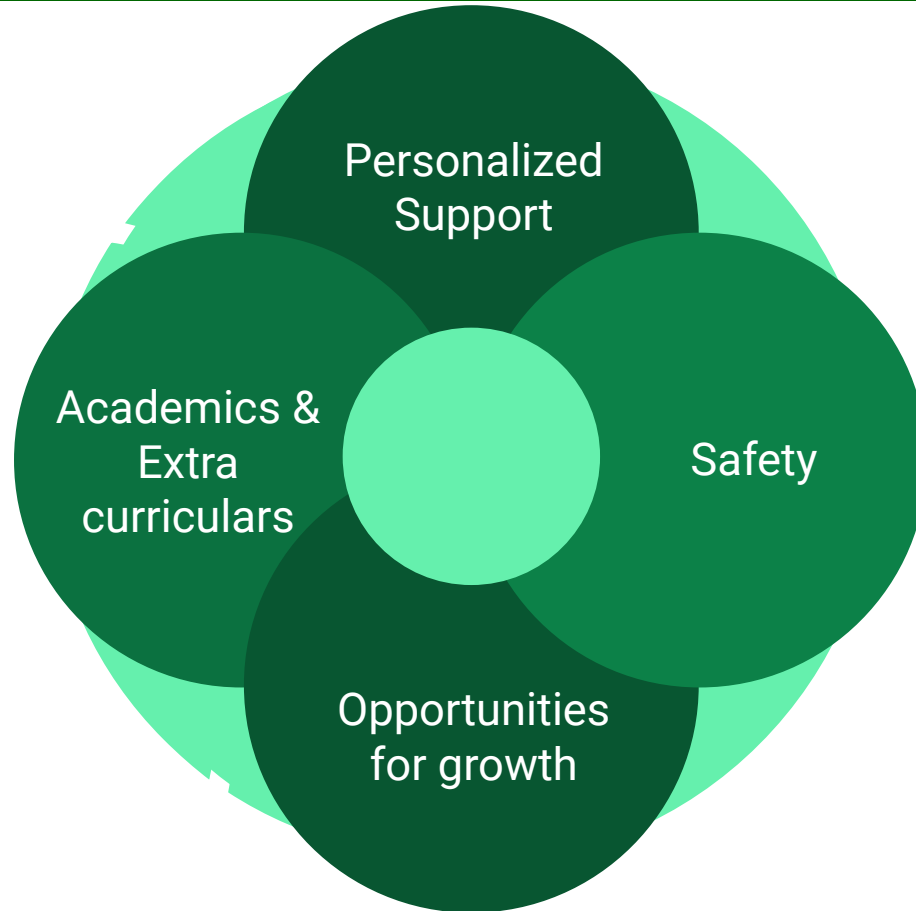 Personalized
Support
Academics &
Extra
curriculars
Safety
Opportunities
for growth